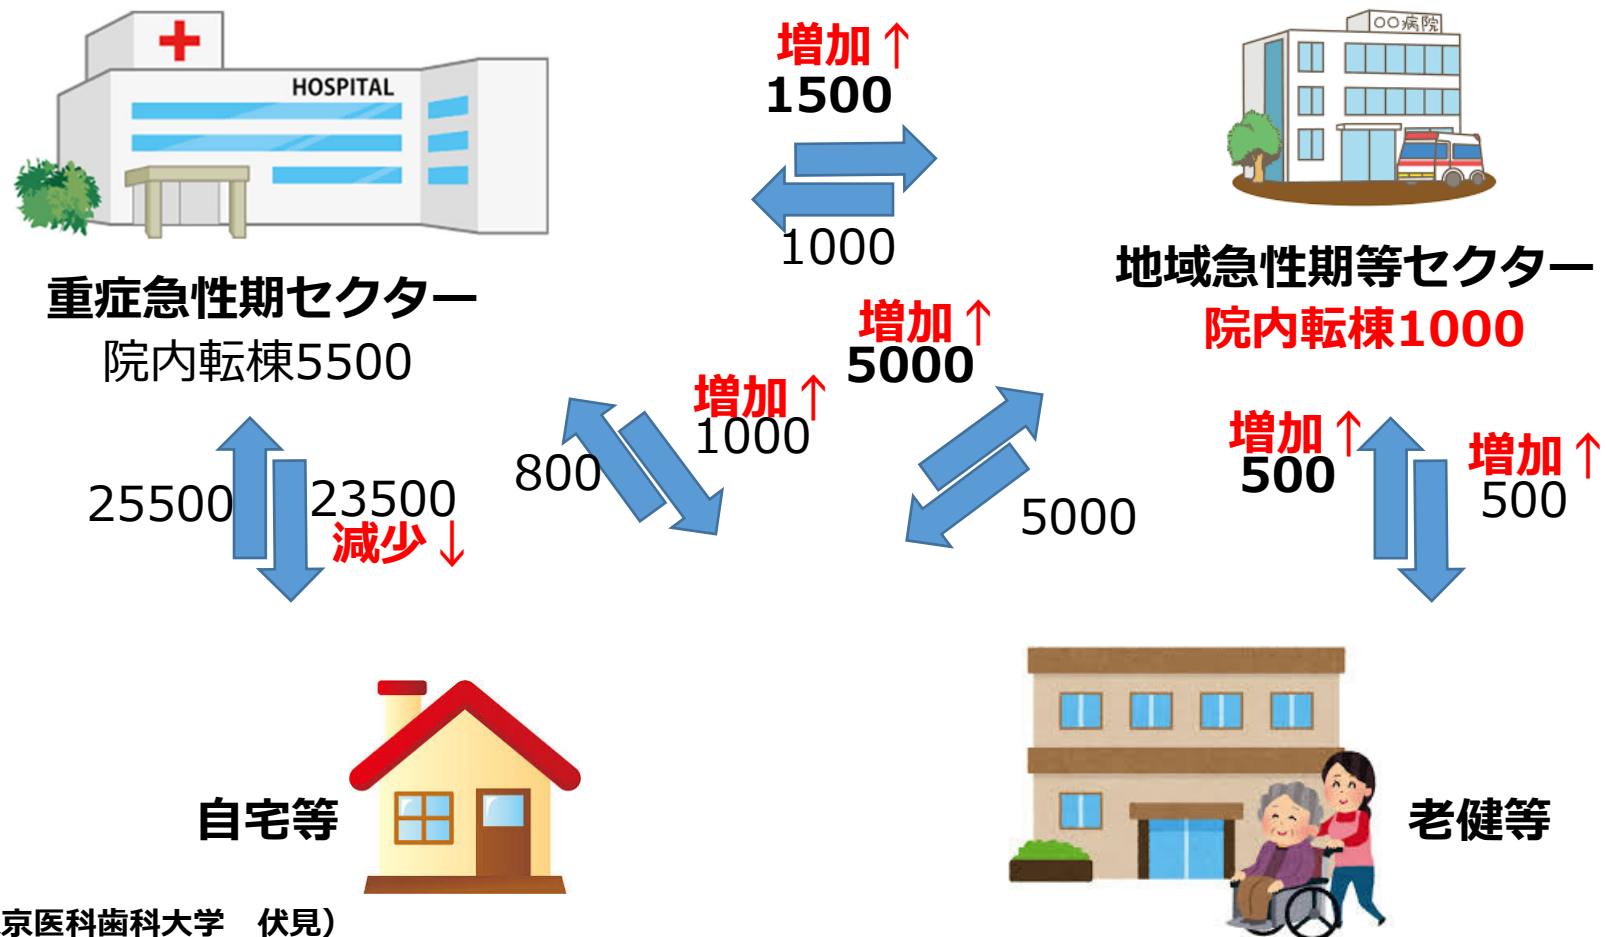 HOSPITAL
重症急性期セクター
院内転棟5500
増加↑
1500
1000
○○病院
地域急性期等セクター
院内転棟1000
増加↑
5000
増加↑
1000
800
5000
25500
23500
減少↓
増加↑
500
増加↑
500
自宅等
老健等
京医科歯科大学　伏見）